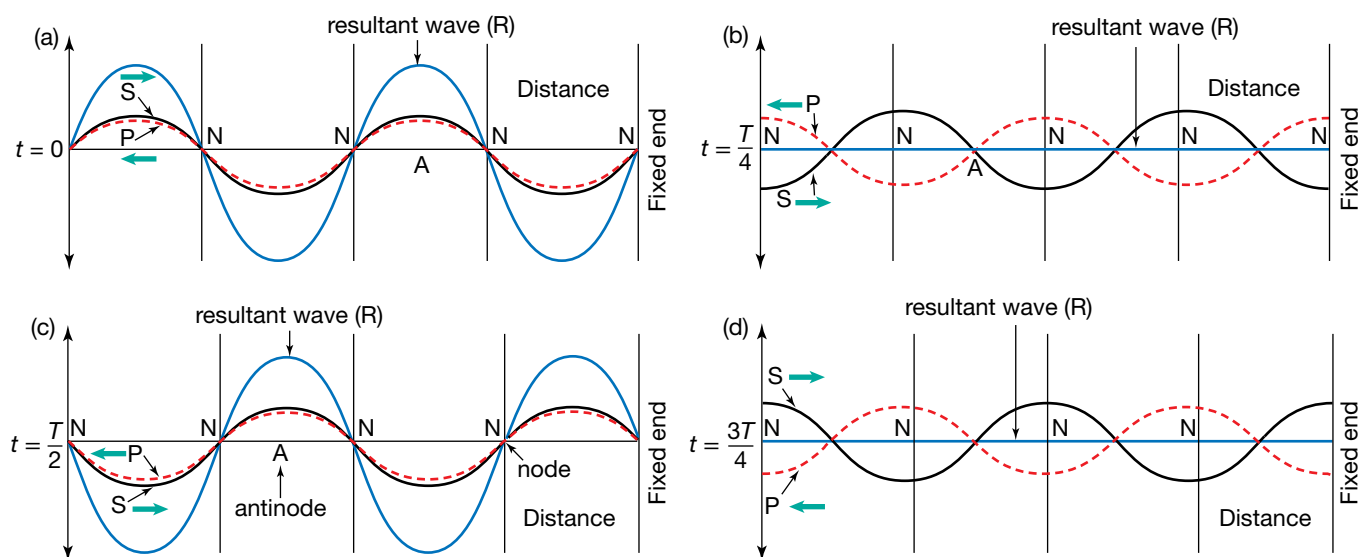 (a)
resultant wave (R)
Distance
S
P
N
N
N
N
t = 0
A
Fixed end
(b)
resultant wave (R)
Distance
P
N
N
N
N
N
t = T/4
A
S
Fixed end
(c)
resultant wave (R)
N
N
N
N
t = T/2
P
A
node
S
antinode
Distance
Fixed end
(d)
resultant wave (R)
S
N
N
N
N
t = 3T/4
P
Distance
Fixed end